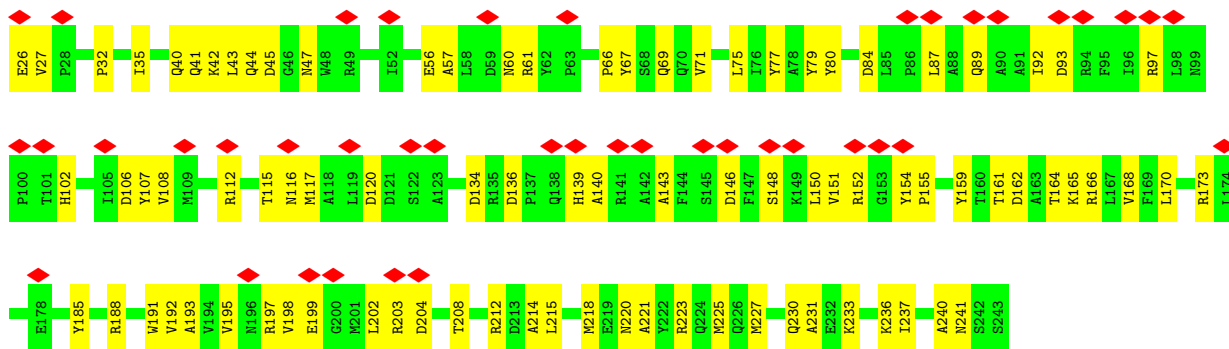 E26 V27 P28 P32 I35 Q40 Q41 K42 L43 Q44 D45 G46 N47 W48 R49 I52 E56 A57 L58 D59 N60 R61 Y62 P63 P66 Y67 S68 Q69 Q70 V71 L75 I76 Y77 A78 Y79 Y80 D84 L85 P86 L87 A88 Q89 A90 A91 I92 D93 R94 F95 I96 R97 L98 N99
P100 T101 H102 I105 D106 Y107 V108 M109 R112 T115 N116 M117 A118 L119 D120 D121 S122 A123 D134 R135 D136 P137 Q138 H139 A140 R141 A142 A143 F144 S145 D146 F147 S148 K149 L150 V151 R152 G153 Y154 P155 Y159 T160 T161 D162 A163 T164 K165 R166 L167 V168 F169 L170 R173 L174
E178 Y185 R188 W191 V192 A193 V194 V195 N196 R197 V198 E199 G200 M201 L202 R203 D204 T208 R212 D213 A214 L215 M218 E219 N220 A221 Y222 R223 Q224 M225 Q226 M227 Q230 A231 E232 K233 K236 I237 A240 N241 S242 S243